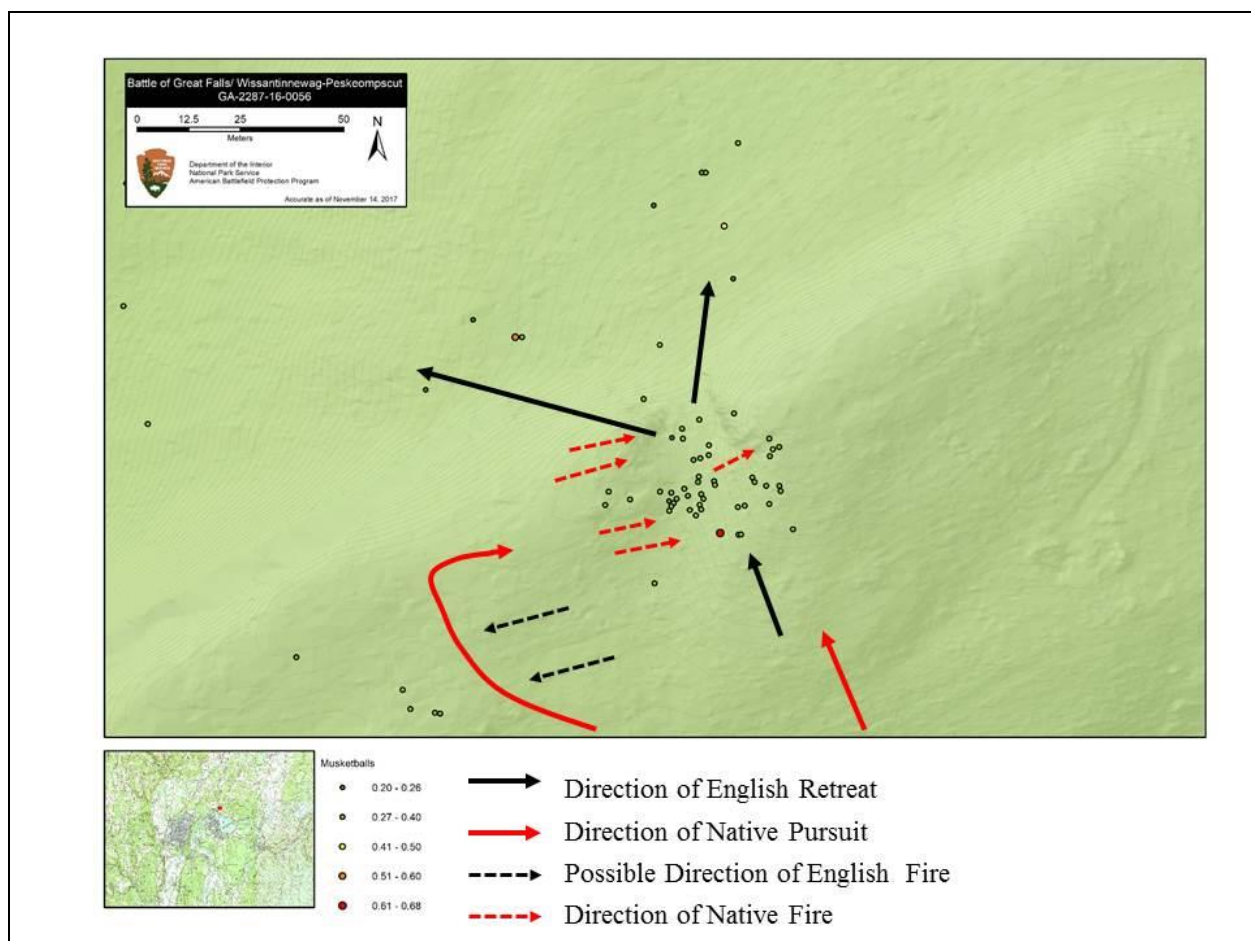 Battle of Great Falls/ Wissantinnewag-Peskeompscut
GA-2287-16-0056
0 12.5 25 50
Meters
N
Department of the Interior
National Park Service
American Battlefield Protection Program
Accurate as of November 14, 2017
Musketballs
0.20 - 0.26
0.27 - 0.40
0.41 - 0.50
0.51 - 0.60
0.61 - 0.68
Direction of English Retreat
Direction of Native Pursuit
Possible Direction of English Fire
Direction of Native Fire